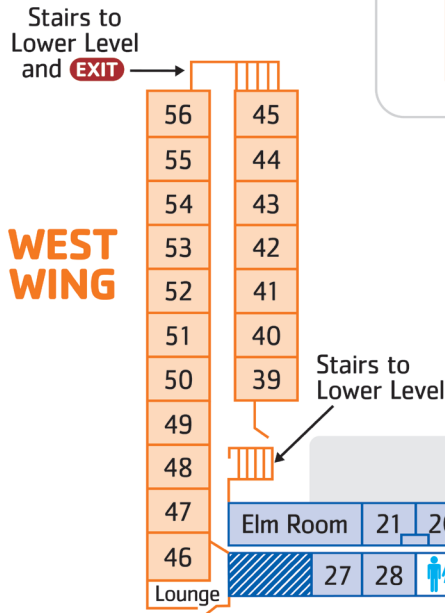 Stairs to
Lower Level
and EXIT
56 45
55 44
54 43
WEST
WING
53 42
52 41
51 40
50 39
Stairs to
Lower Level
49
48
47
Elm Room 21
46
27 28
Lounge